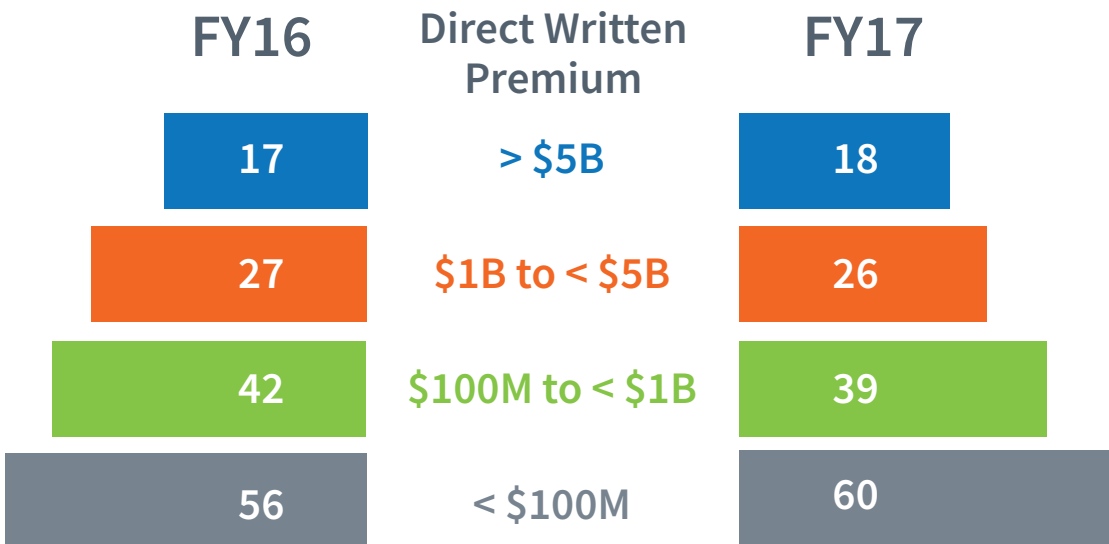 FY16
Direct Written
Premium
FY17
17
> $5B
18
27
$1B to < $5B
26
42
$100M to < $1B
39
56
< $100M
60